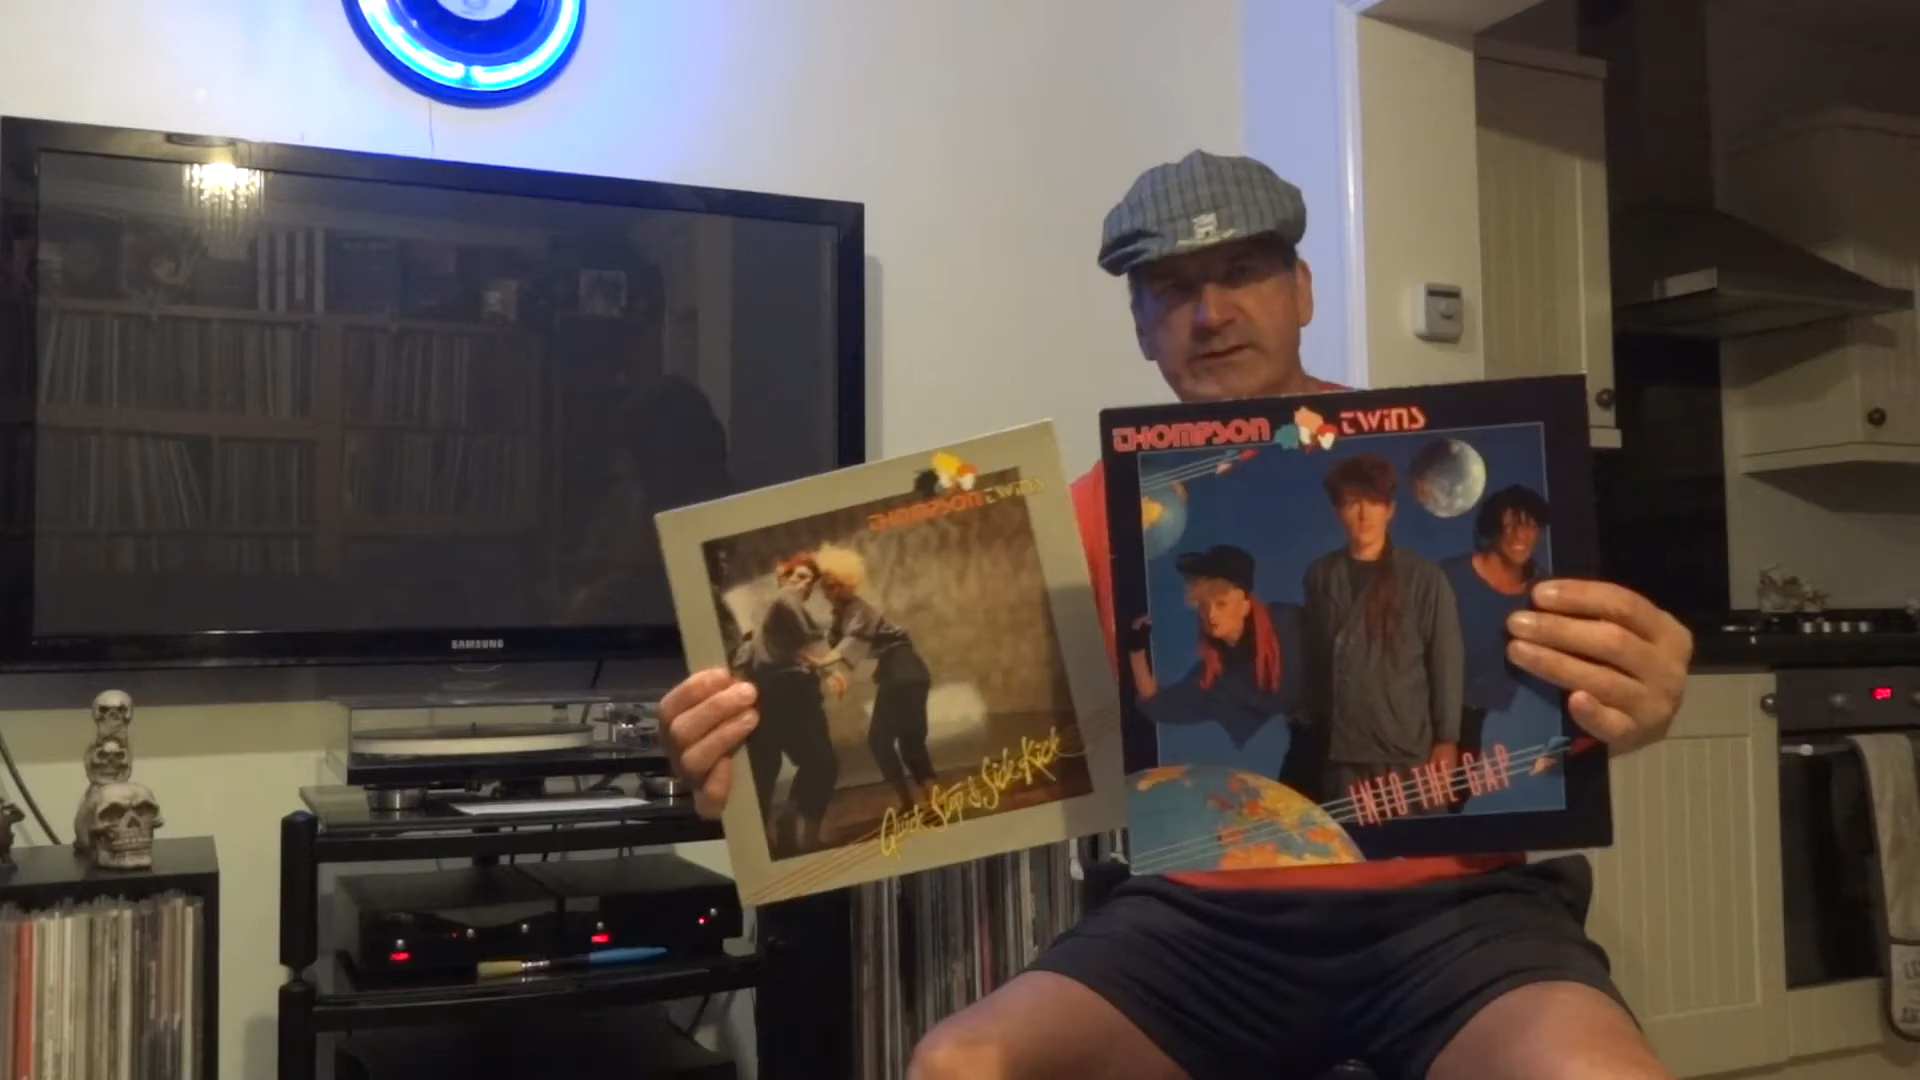 SAMSUNG
THOMPSON TWINS
Quick Step & Side Kick
THOMPSON TWINS
INTO THE GAP